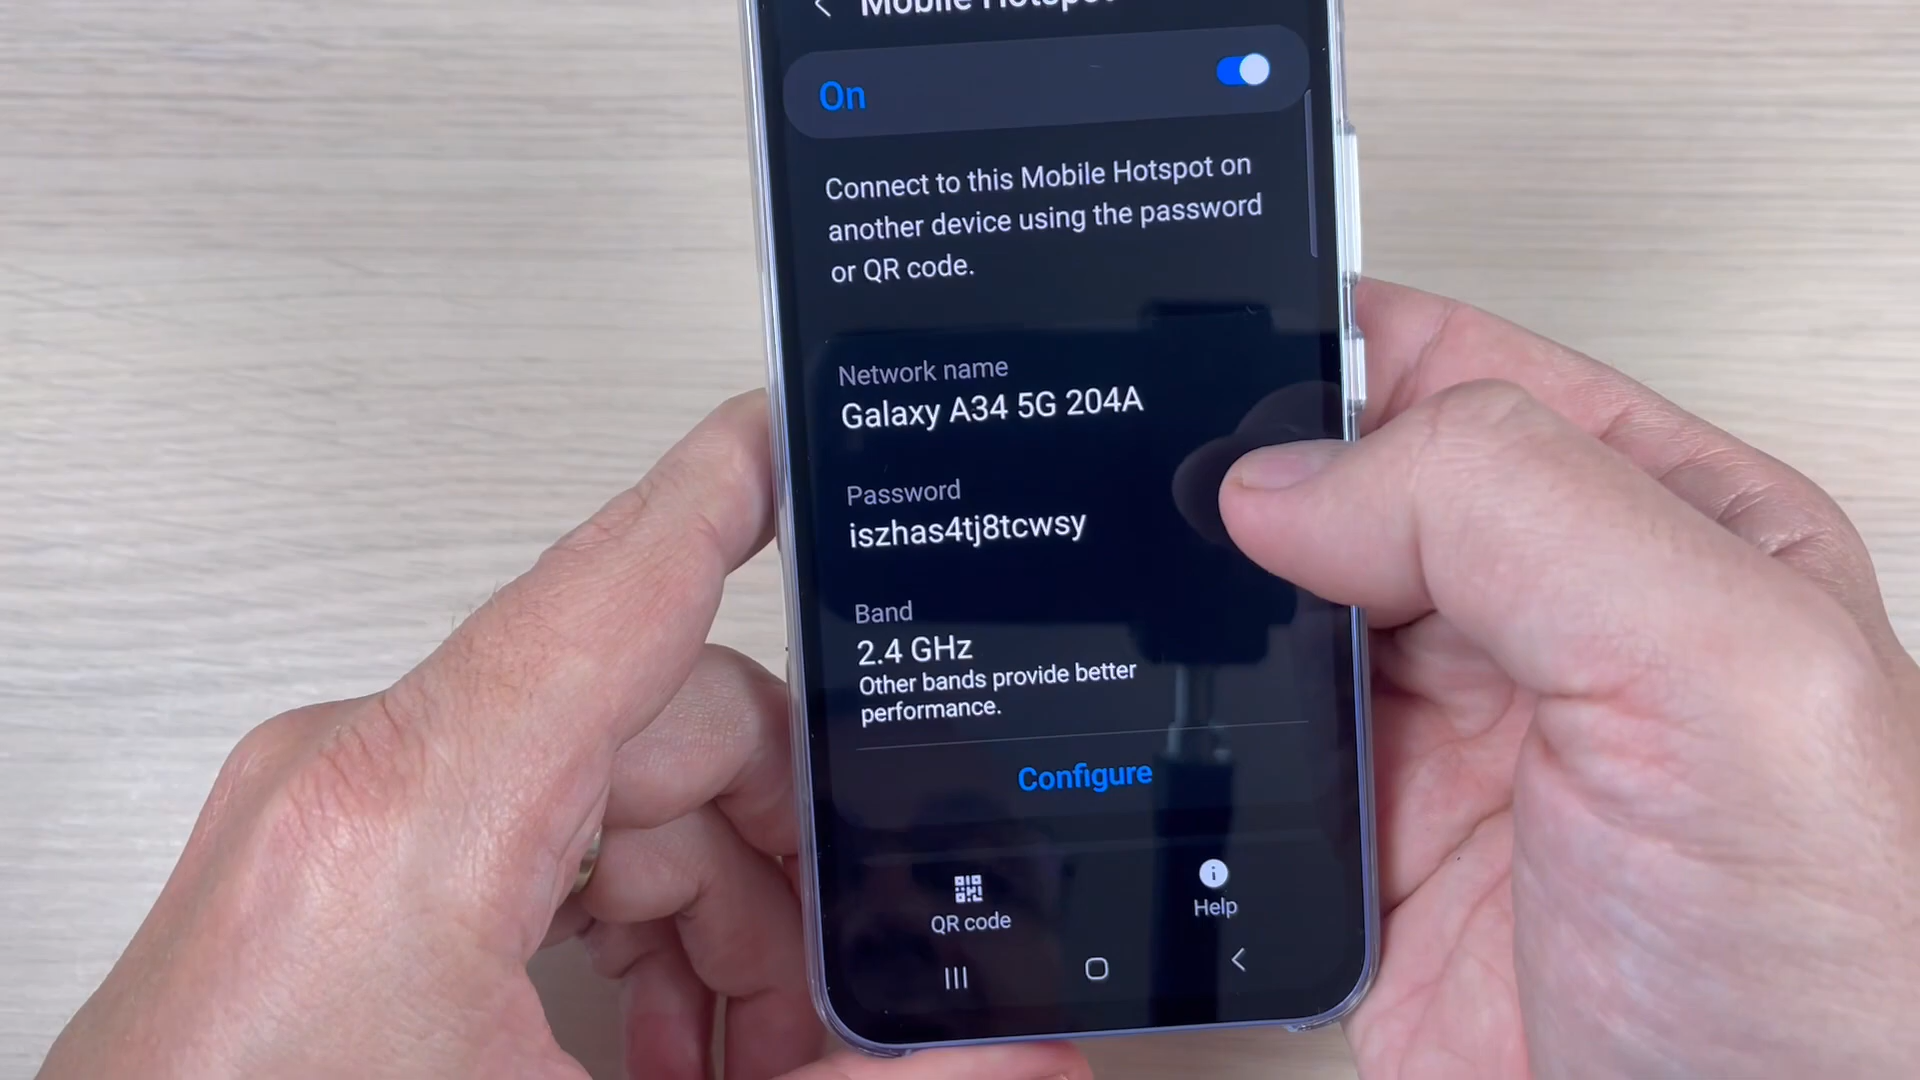 Mobile Hotspot
On
Connect to this Mobile Hotspot on
another device using the password
or QR code.
Network name
Galaxy A34 5G 204A
Password
iszhas4tj8tcwsy
Band
2.4 GHz
Other bands provide better
performance.
Configure
QR code
Help